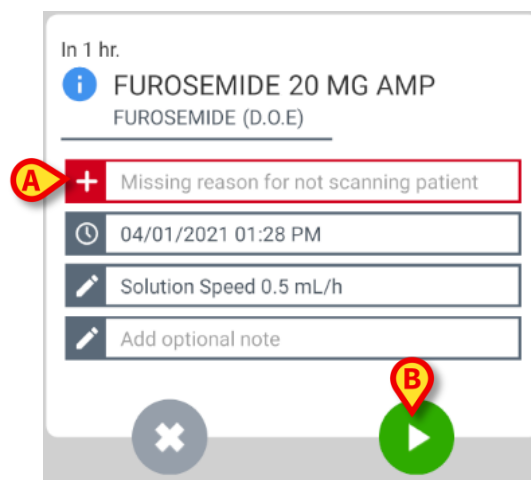 In 1 hr.
FUROSEMIDE 20 MG AMP
FUROSEMIDE (D.O.E)
A
Missing reason for not scanning patient
04/01/2021 01:28 PM
Solution Speed 0.5 mL/h
Add optional note
B